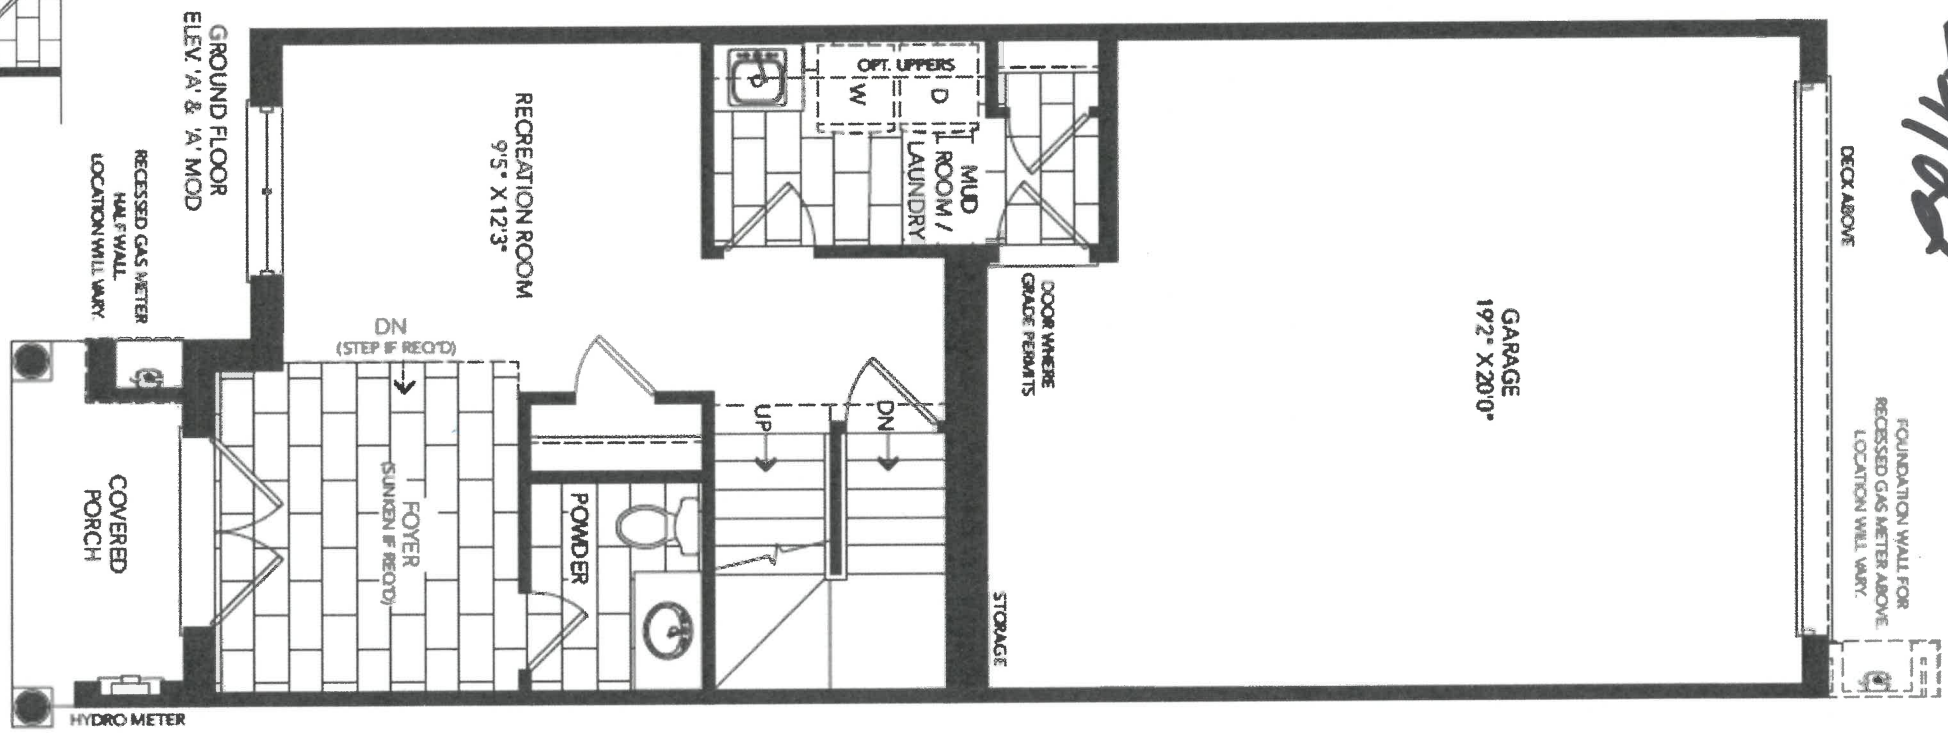 GROUND FLOOR
ELEV. 'A' & 'A' MOD
RECESSED GAS METER
HALF WALL
LOCATION WILL VARY.
RECREATION ROOM
9'5" X 12'3"
OPT. UPPERS
W
D
MUD
ROOM /
LAUNDRY
DOOR WHERE
GRADE PERMITS
GARAGE
19'2" X 20'0"
DECK ABOVE
FOUNDATION WALL FOR
RECESSED GAS METER ABOVE.
LOCATION WILL VARY.
DN
(STEP IF REQ'D)
FOYER
(SUNKEN IF REQ'D)
UP
DN
POWDER
STORAGE
COVERED
PORCH
HYDRO METER